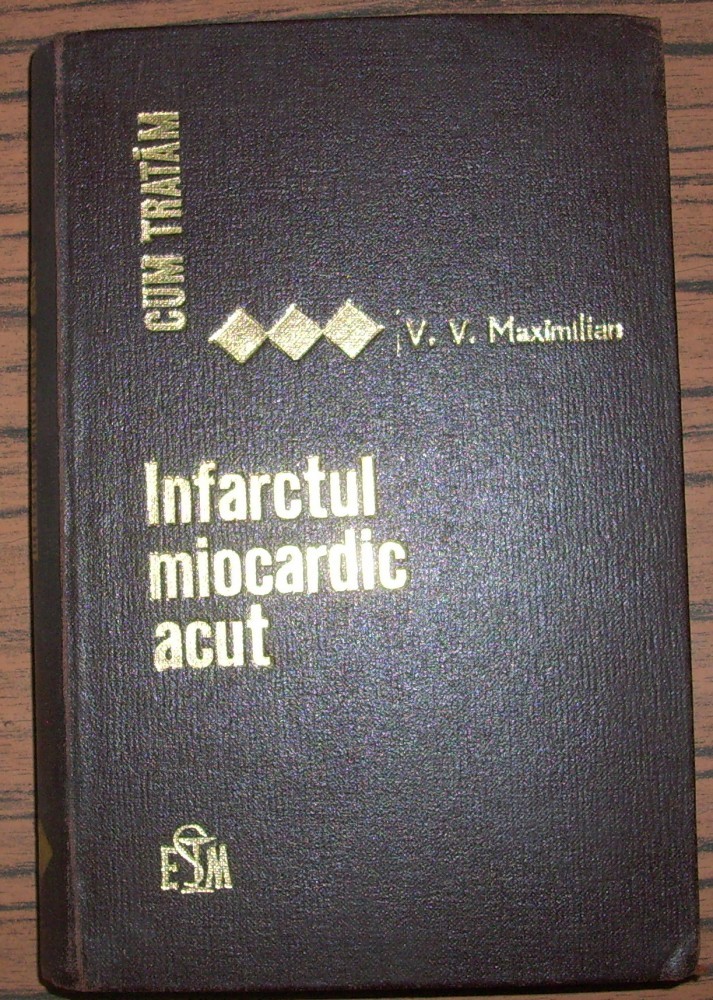 CUM TRATĂM
V. V. Maximilian
Infarctul
miocardic
acut
ESM